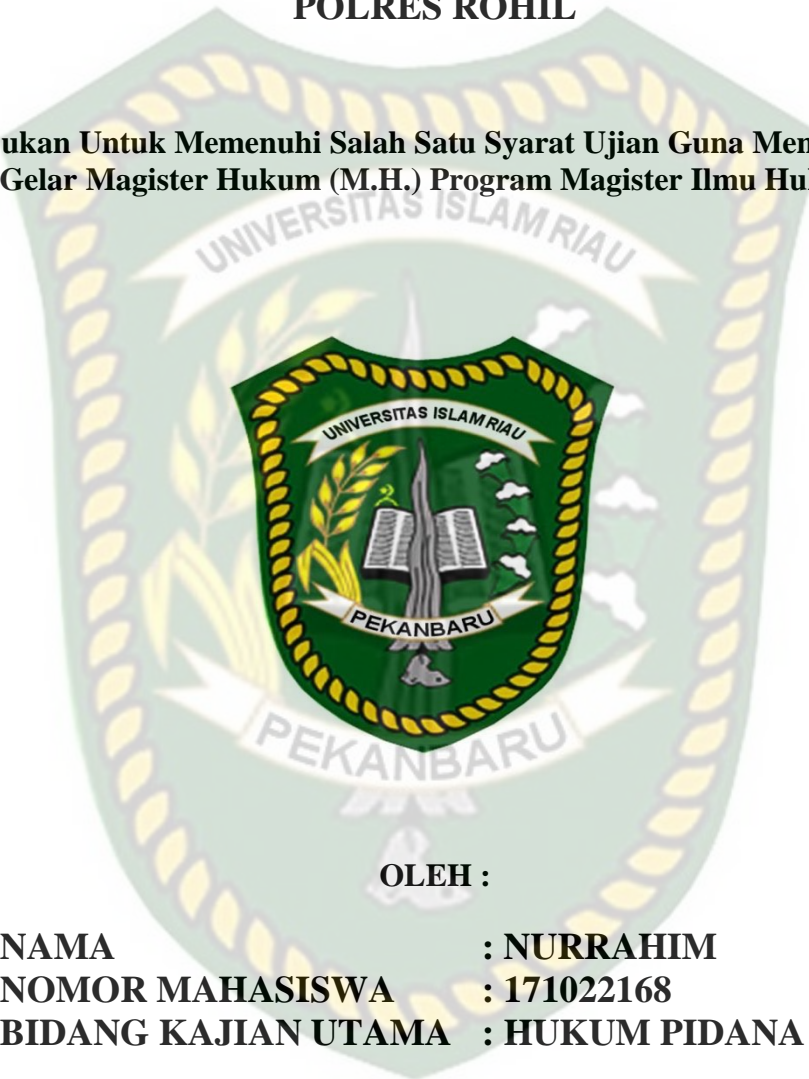 POLRES ROHIL
ukan Untuk Memenuhi Salah Satu Syarat Ujian Guna Men
Gelar Magister Hukum (M.H.) Program Magister Ilmu Hu
UNIVERSITAS ISLAM RIAU
UNIVERSITAS ISLAM RIAU
PEKANBARU
PEKANBARU
OLEH :
NAMA : NURRAHIM
NOMOR MAHASISWA : 171022168
BIDANG KAJIAN UTAMA : HUKUM PIDANA